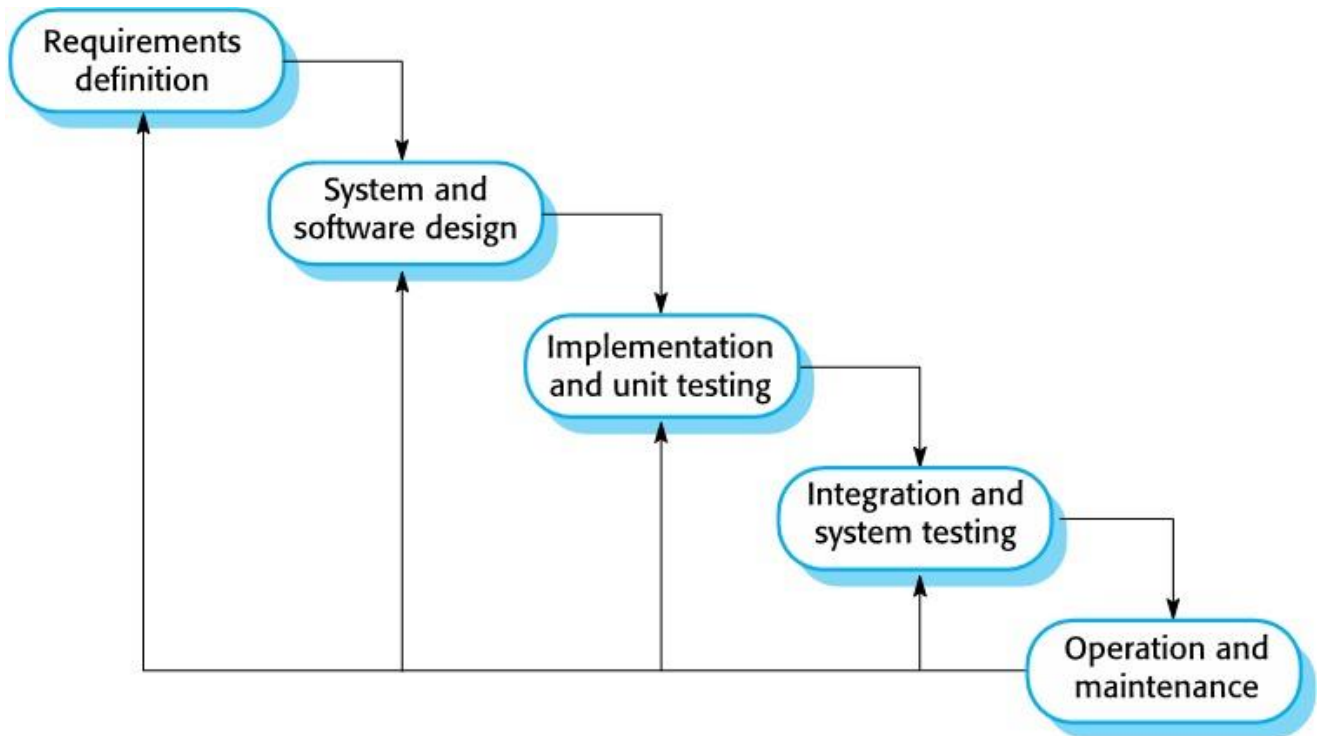 Requirements
definition
System and
software design
Implementation
and unit testing
Integration and
system testing
Operation and
maintenance